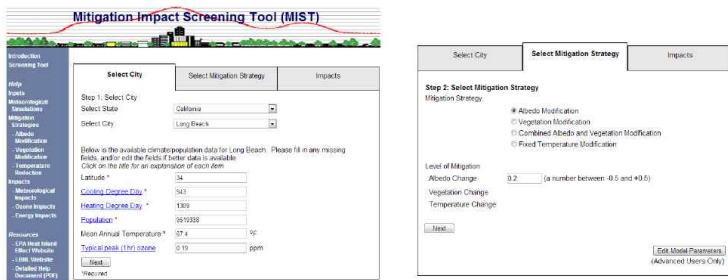 Mitigation Impact Screening Tool (MIST)
Introduction
Screening Tool
Help
Inputs
Meteorological
Simulations
Mitigation
Strategies
- Albedo
Modification
- Vegetation
Modification
- Temperature
Reduction
Impacts
- Meteorological
Impacts
- Ozone Impacts
- Energy Impacts
Resources
- EPA Heat Island
Effect Website
- LBNL Website
- Detailed Help
Document (PDF)
Select City
Select Mitigation Strategy
Impacts
Step 1: Select City
Select State
California
Select City
Long Beach
Below is the available climate/population data for Long Beach. Please fill in any missing
fields, and/or edit the fields if better data is available
Click on the title for an explanation of each item
Latitude *
34
Cooling Degree Day *
943
Heating Degree Day *
1309
Population *
9519338
Mean Annual Temperature *
67.4
ºF
Typical peak (1hr) ozone
0.19
ppm
Next
*Required
Select City
Select Mitigation Strategy
Impacts
Step 2: Select Mitigation Strategy
Mitigation Strategy
Albedo Modification
Vegetation Modification
Combined Albedo and Vegetation Modification
Fixed Temperature Modification
Level of Mitigation
Albedo Change
0.2
(a number between -0.5 and +0.5)
Vegetation Change
Temperature Change
Next
Edit Model Parameters
(Advanced Users Only)